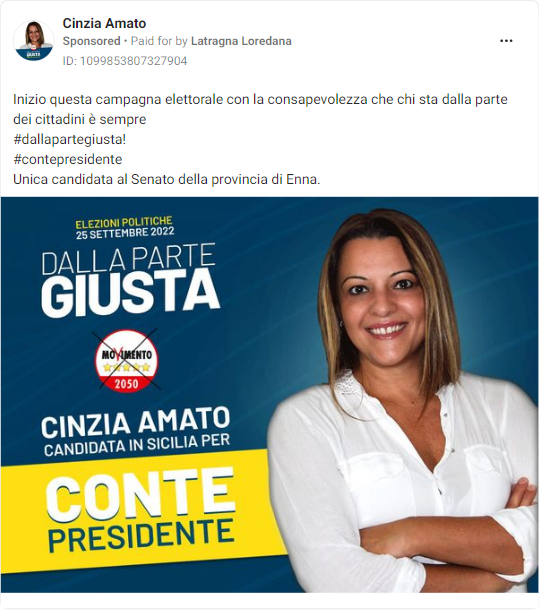 Cinzia Amato
Sponsored • Paid for by Latragna Loredana
ID: 1099853807327904
Inizio questa campagna elettorale con la consapevolezza che chi sta dalla parte
dei cittadini è sempre
#dallapartegiusta!
#contepresidente
Unica candidata al Senato della provincia di Enna.
GIUSTA
ELEZIONI POLITICHE
25 SETTEMBRE 2022
DALLA PARTE
GIUSTA
MOVIMENTO
2050
CINZIA AMATO
CANDIDATA IN SICILIA PER
CONTE
PRESIDENTE